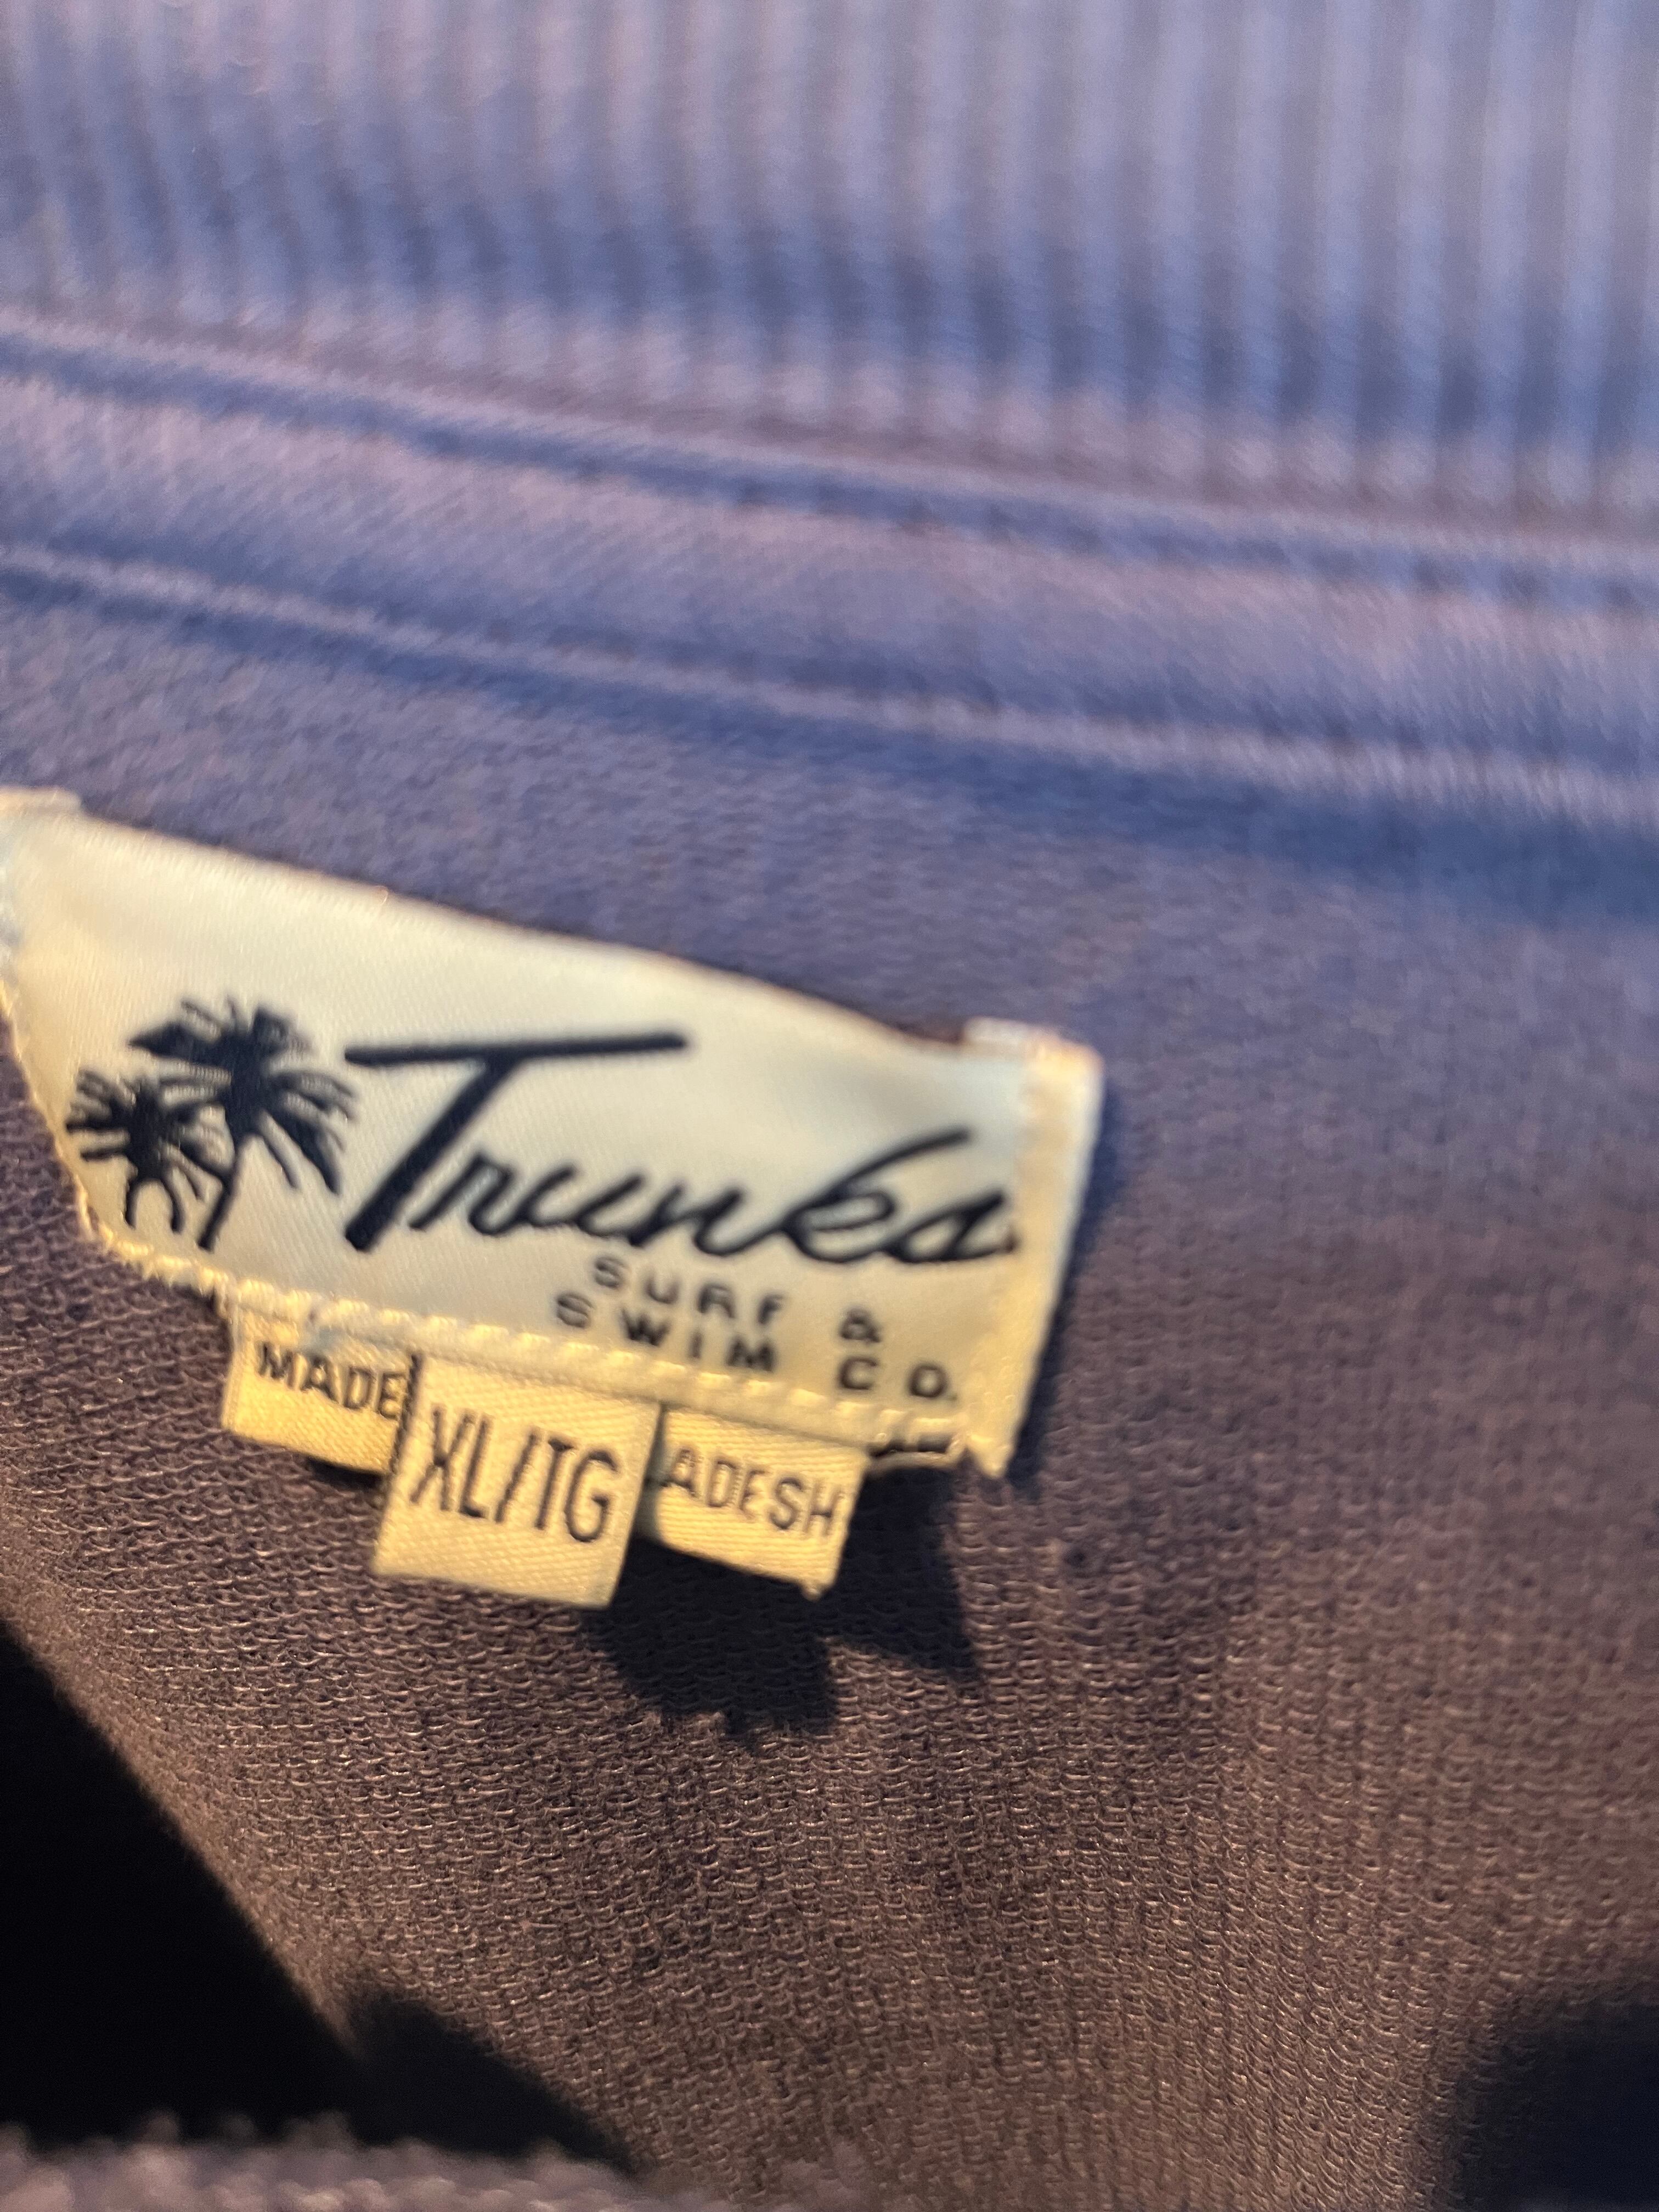 Trunks
SURF &
SWIM CO.
MADE
XL/TG
ADESH